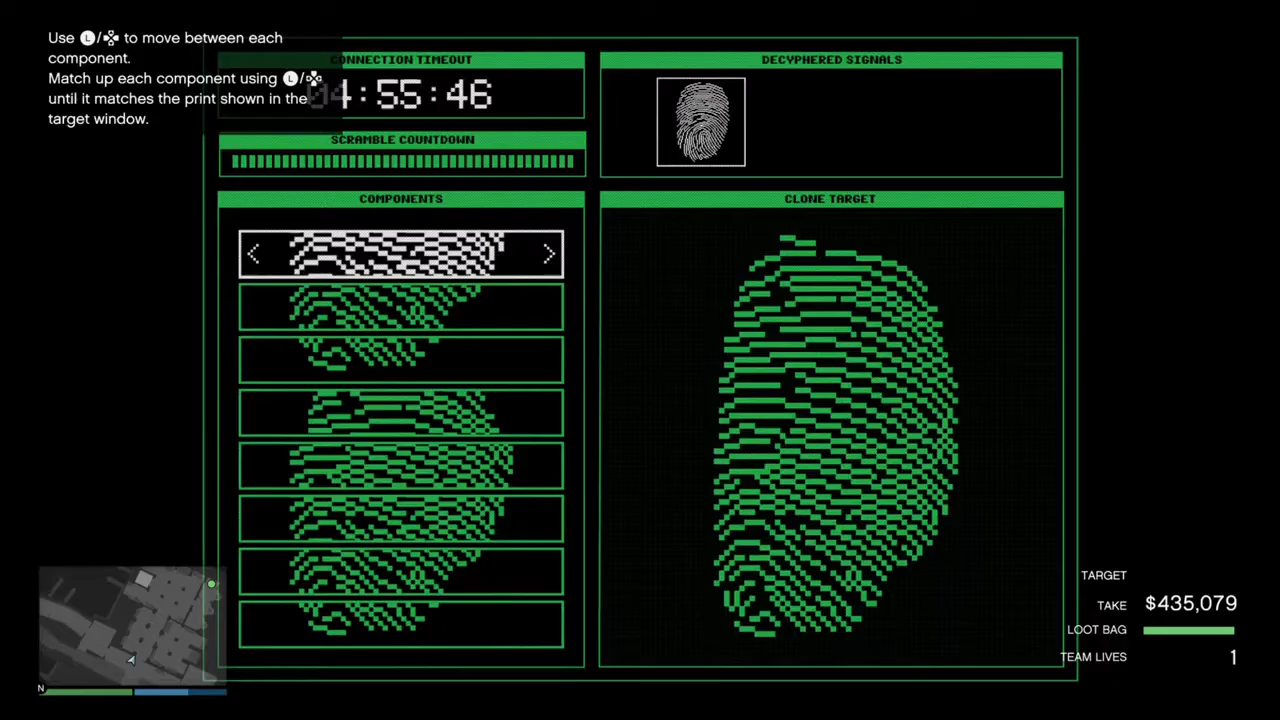 Use L/ to move between each
component.
Match up each component using L/
until it matches the print shown in the
target window.
CONNECTION TIMEOUT
04:55:46
SCRAMBLE COUNTDOWN
DECYPHERED SIGNALS
COMPONENTS
CLONE TARGET
TARGET
TAKE $435,079
LOOT BAG
TEAM LIVES 1
N